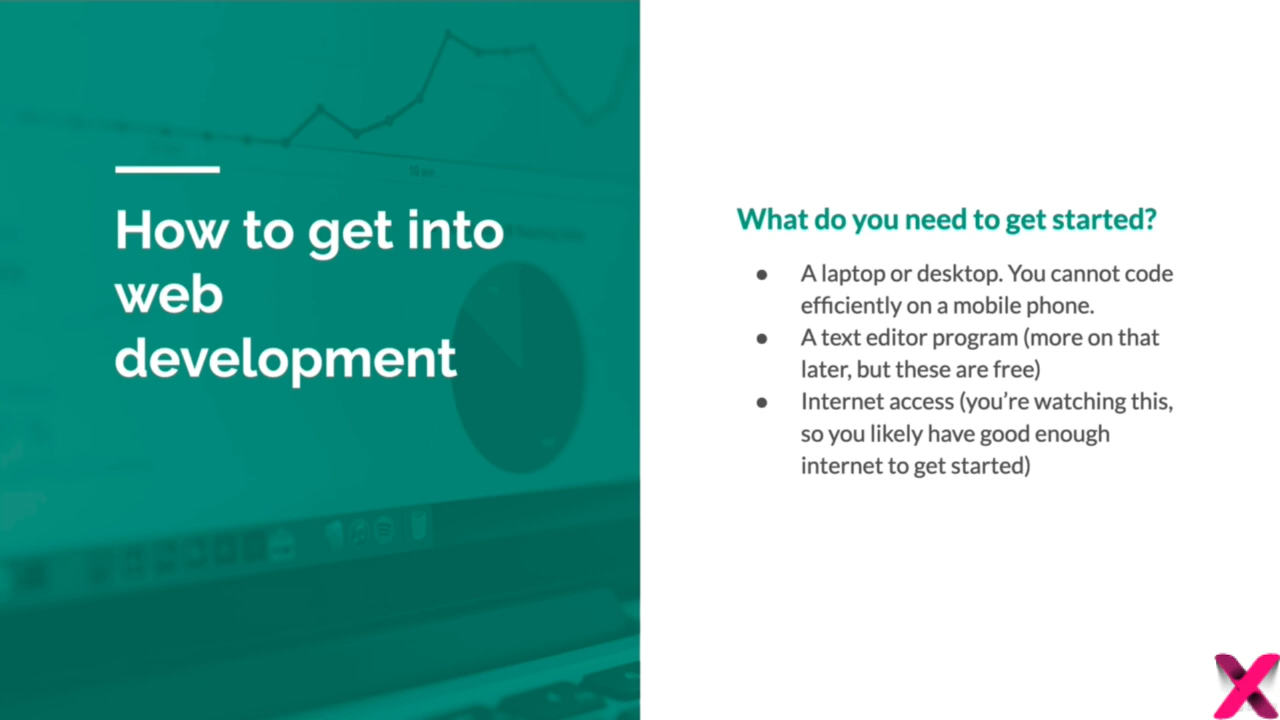 How to get into
web
development
What do you need to get started?
● A laptop or desktop. You cannot code
efficiently on a mobile phone.
● A text editor program (more on that
later, but these are free)
● Internet access (you’re watching this,
so you likely have good enough
internet to get started)